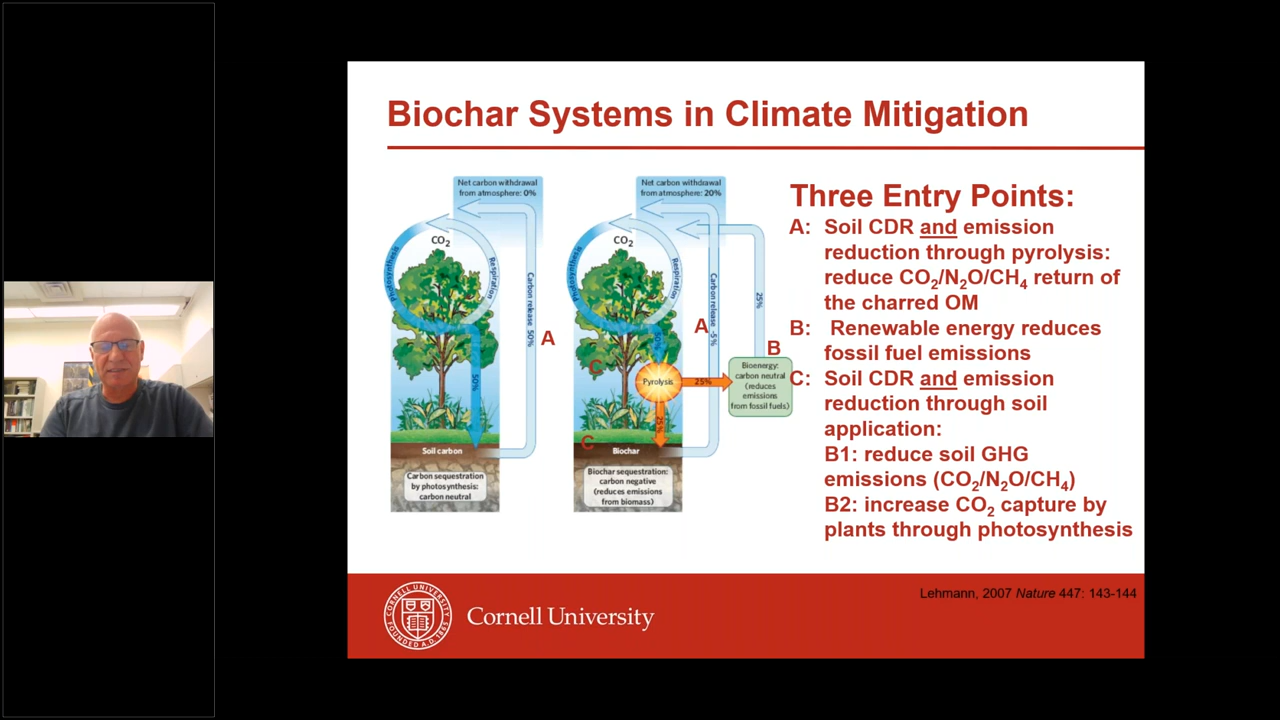 Biochar Systems in Climate Mitigation
Net carbon withdrawal
from atmosphere: 0%
CO2
Photosynthesis
Respiration
Carbon release 50%
A
50%
Soil carbon
Carbon sequestration
by photosynthesis:
carbon neutral
Net carbon withdrawal
from atmosphere: 20%
CO2
Photosynthesis
Respiration
Carbon release ~5%
25%
A
B
50%
C
Pyrolysis
25%
Bioenergy:
carbon neutral
(reduces
emissions
from fossil fuels)
25%
C
Biochar
Biochar sequestration:
carbon negative
(reduces emissions
from biomass)
Three Entry Points:
A: Soil CDR and emission
reduction through pyrolysis:
reduce CO2/N2O/CH4 return of
the charred OM
B: Renewable energy reduces
fossil fuel emissions
C: Soil CDR and emission
reduction through soil
application:
B1: reduce soil GHG
emissions (CO2/N2O/CH4)
B2: increase CO2 capture by
plants through photosynthesis
Lehmann, 2007 Nature 447: 143-144
CORNELL UNIVERSITY
FOUNDED A.D. 1865
Cornell University